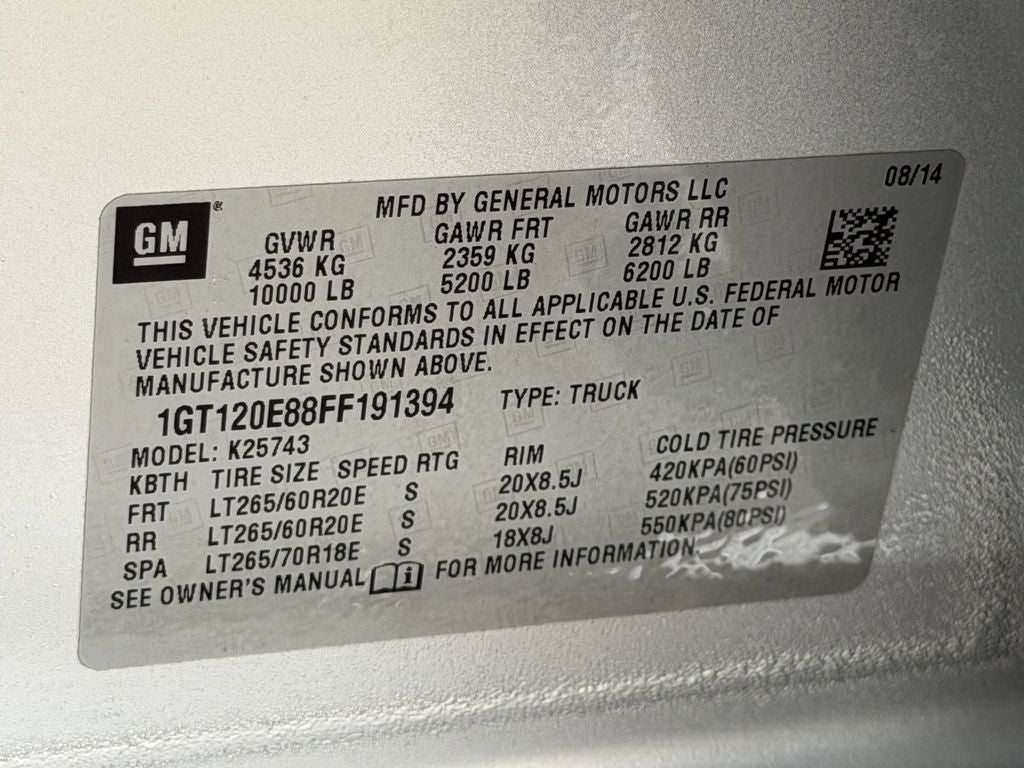 08/14
GM®
MFD BY GENERAL MOTORS LLC
GVWR GAWR FRT GAWR RR
4536 KG 2359 KG 2812 KG
10000 LB 5200 LB 6200 LB
THIS VEHICLE CONFORMS TO ALL APPLICABLE U.S. FEDERAL MOTOR
VEHICLE SAFETY STANDARDS IN EFFECT ON THE DATE OF
MANUFACTURE SHOWN ABOVE.
1GT120E88FF191394 TYPE: TRUCK
MODEL: K25743
KBTH TIRE SIZE SPEED RTG RIM COLD TIRE PRESSURE
FRT LT265/60R20E S 20X8.5J 420KPA(60PSI)
RR LT265/60R20E S 20X8.5J 520KPA(75PSI)
SPA LT265/70R18E S 18X8J 550KPA(80PSI)
SEE OWNER'S MANUAL i FOR MORE INFORMATION